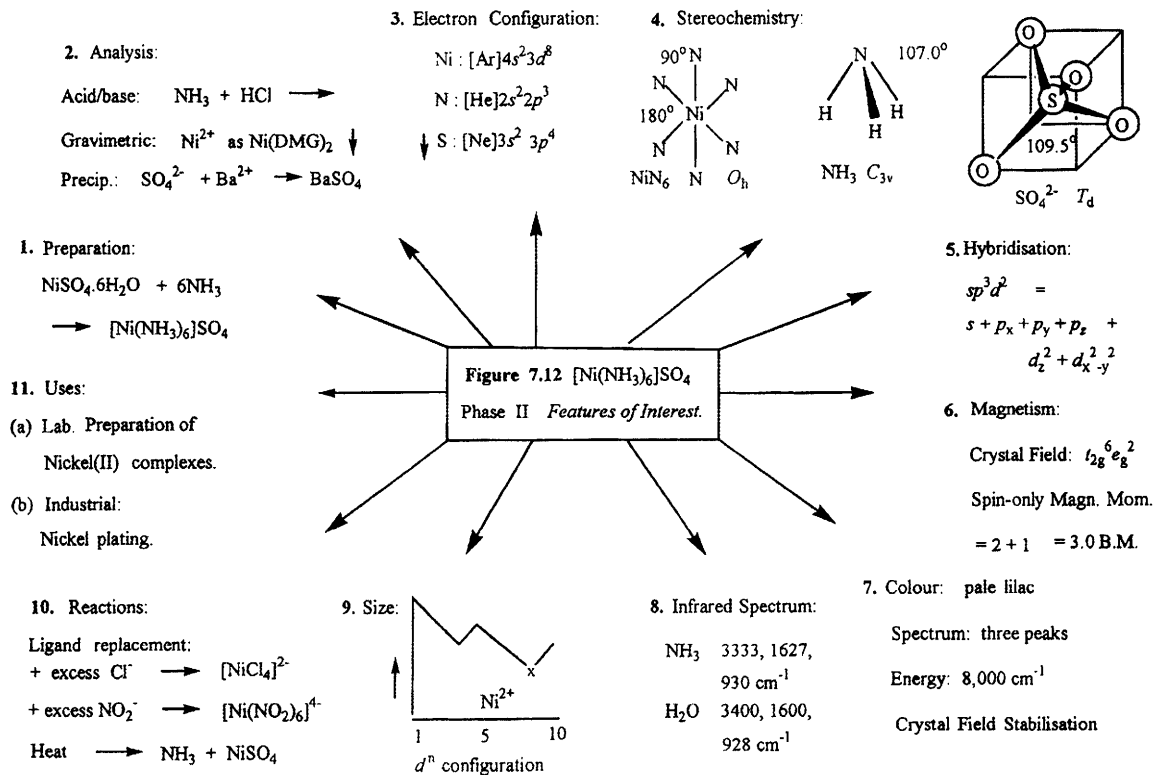 1. Preparation:
NiSO₄.6H₂O + 6NH₃
→ [Ni(NH₃)₆]SO₄
2. Analysis:
Acid/base: NH₃ + HCl →
Gravimetric: Ni²⁺ as Ni(DMG)₂ ↓
Precip.: SO₄²⁻ + Ba²⁺ → BaSO₄ ↓
3. Electron Configuration:
Ni : [Ar]4s²3d⁸
N : [He]2s²2p³
S : [Ne]3s² 3p⁴
4. Stereochemistry:
90° N
N N
180° Ni
N N
NiN₆ N Oₕ
N 107.0°
H H
H
NH₃ C₃ᵥ
O
O
S
O
109.5°
O
SO₄²⁻ T_d
5. Hybridisation:
sp³d² =
s + pₓ + p_y + p_z +
d_z² + d_x²-y²
6. Magnetism:
Crystal Field: t₂g⁶e_g²
Spin-only Magn. Mom.
= 2 + 1 = 3.0 B.M.
7. Colour: pale lilac
Spectrum: three peaks
Energy: 8,000 cm⁻¹
Crystal Field Stabilisation
8. Infrared Spectrum:
NH₃ 3333, 1627,
930 cm⁻¹
H₂O 3400, 1600,
928 cm⁻¹
9. Size:
x
Ni²⁺
1 5 10
dⁿ configuration
10. Reactions:
Ligand replacement:
+ excess Cl⁻ → [NiCl₄]²⁻
+ excess NO₂⁻ → [Ni(NO₂)₆]⁴⁻
Heat → NH₃ + NiSO₄
11. Uses:
(a) Lab. Preparation of
Nickel(II) complexes.
(b) Industrial:
Nickel plating.
Figure 7.12 [Ni(NH₃)₆]SO₄
Phase II Features of Interest.